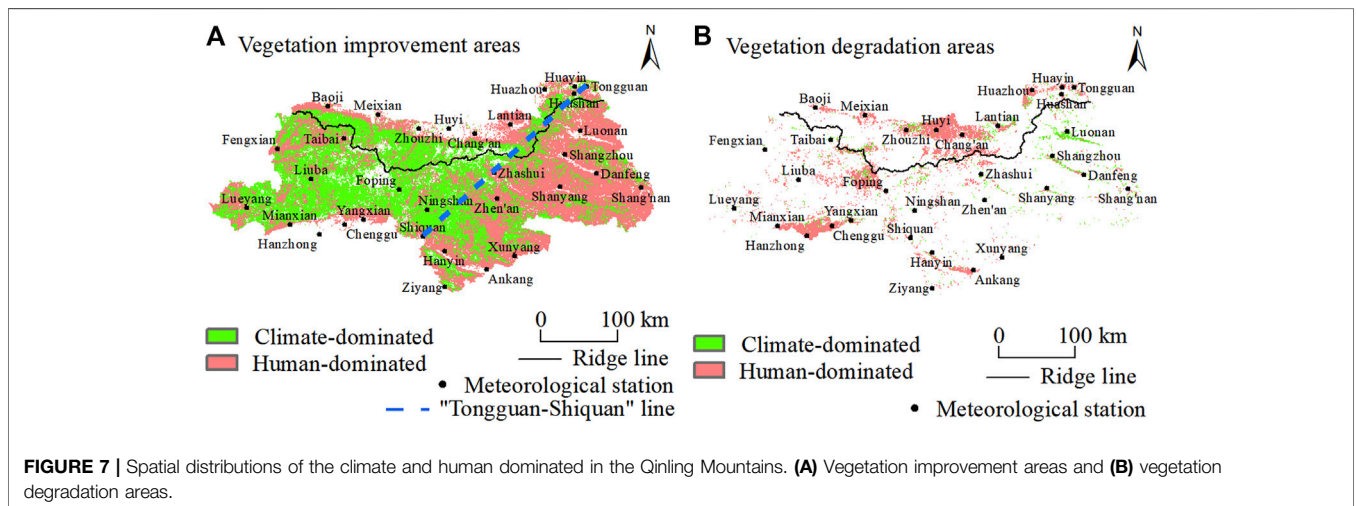 A Vegetation improvement areas
N
Huayin
Huazhou
Tongguan
Huashan
Baoji
Meixian
Huyi
Lantian
Luonan
Fengxian
Taibai
Zhouzhi
Chang'an
Shangzhou
Liuba
Foping
Zhashui
Danfeng
Lueyang
Ningshan
Shanyang
Shang'nan
Mianxian
Yangxian
Zhen'an
Hanzhong
Chenggu
Shiquan
Xunyang
Hanyin
Ankang
Ziyang
0 100 km
Climate-dominated
Human-dominated
Ridge line
Meteorological station
"Tongguan-Shiquan" line
B Vegetation degradation areas
N
Huayin
Huazhou
Tongguan
Huashan
Baoji
Meixian
Huyi
Lantian
Luonan
Fengxian
Taibai
Zhouzhi
Chang'an
Shangzhou
Liuba
Foping
Zhashui
Danfeng
Lueyang
Ningshan
Shanyang
Shang'nan
Mianxian
Yangxian
Zhen'an
Hanzhong
Chenggu
Shiquan
Xunyang
Hanyin
Ankang
Ziyang
0 100 km
Climate-dominated
Human-dominated
Ridge line
Meteorological station
FIGURE 7 | Spatial distributions of the climate and human dominated in the Qinling Mountains. (A) Vegetation improvement areas and (B) vegetation
degradation areas.